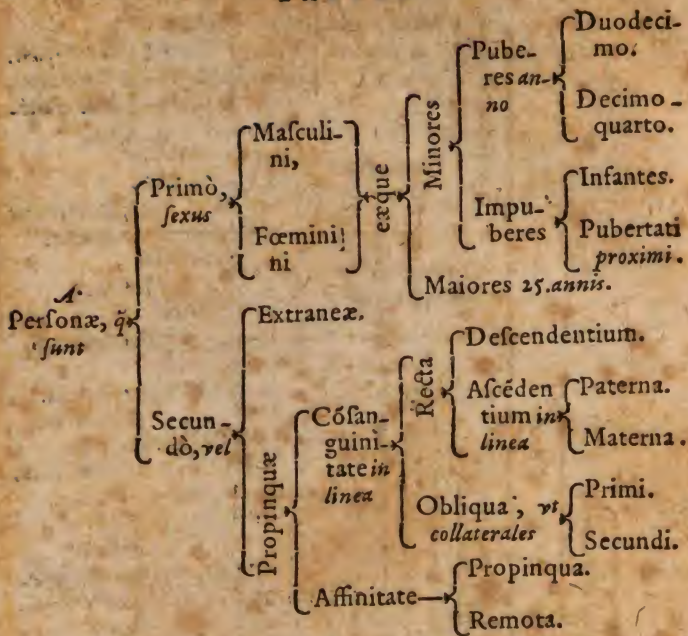 Personæ, q̃
sunt
A.
Primò,
sexus
Masculi-
ni,
Fœmini
ni
exque
Minores
Pube-
res an-
no
Duodeci-
mo.
Decimo-
quarto.
Impu-
beres
Infantes.
Pubertati
proximi.
Maiores 25. annis.
Secun-
dò, vel
Extraneæ.
Propinquæ
Cósan-
guini-
tate in
linea
Recta
Descendentium.
Ascéden
tium in
linea
Paterna.
Materna.
Obliqua, vt
collaterales
Primi.
Secundi.
Affinitate
Propinqua.
Remota.